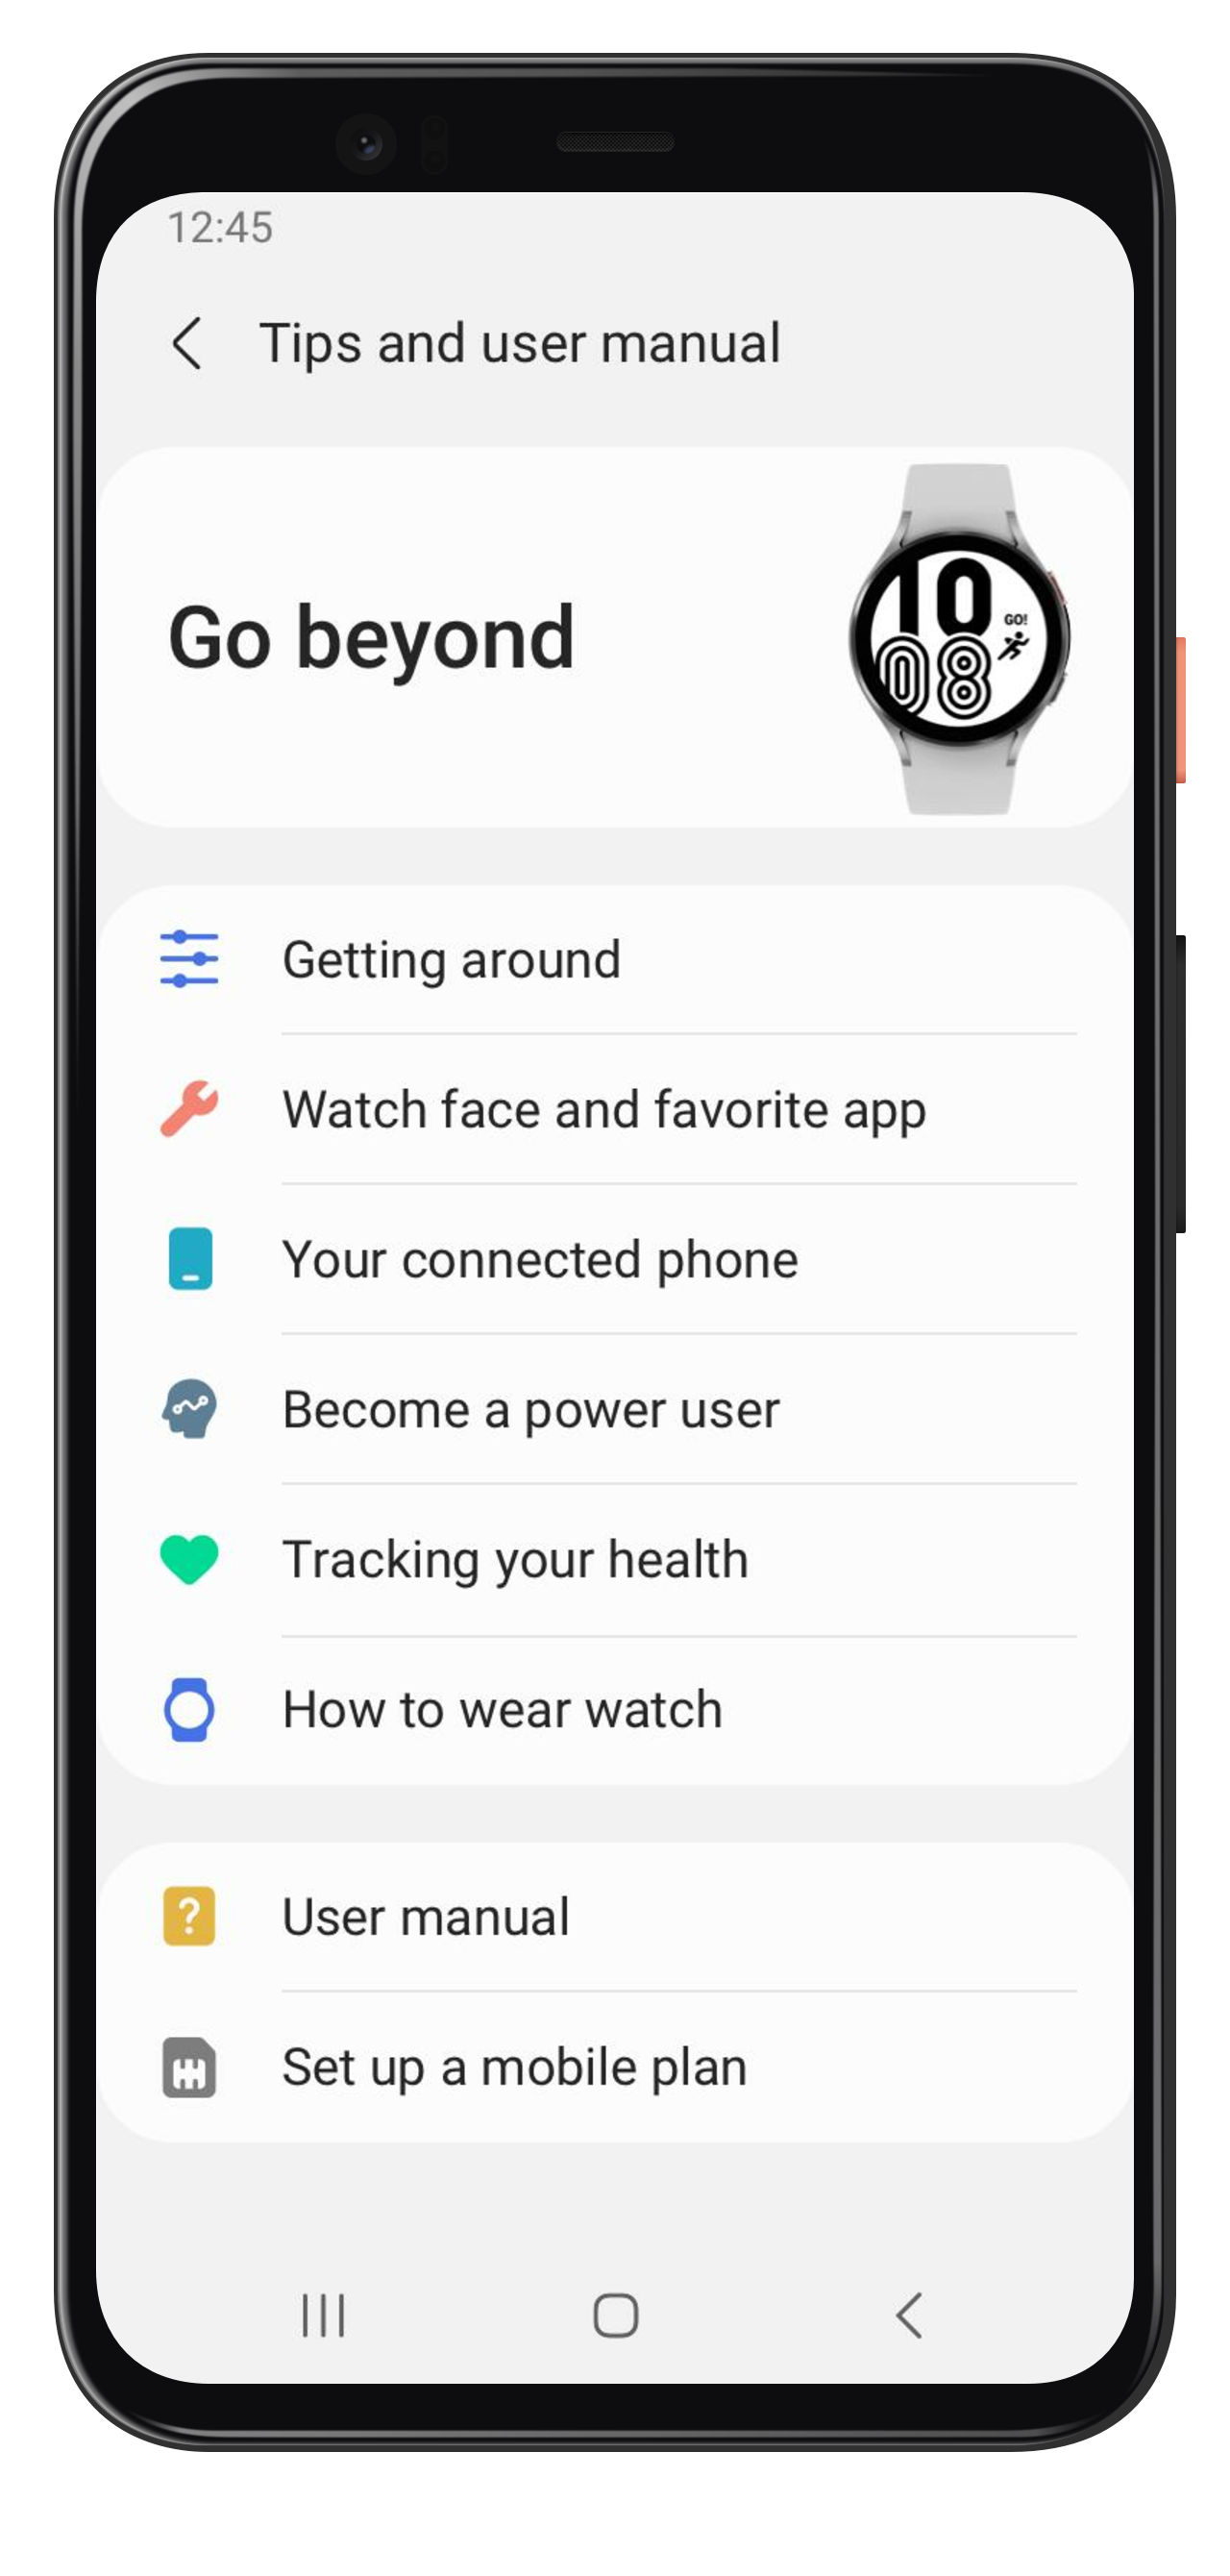 12:45
Tips and user manual
Go beyond
10
GO!
08
Getting around
Watch face and favorite app
Your connected phone
Become a power user
Tracking your health
How to wear watch
?
User manual
Set up a mobile plan